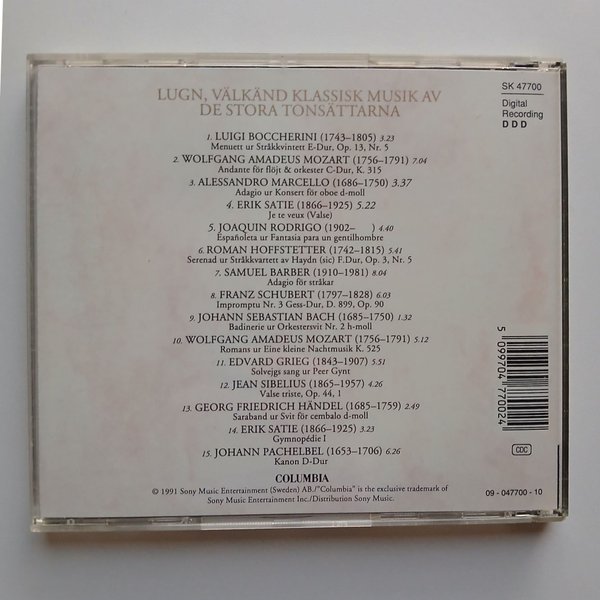 LUGN, VÄLKÄND KLASSISK MUSIK AV
DE STORA TONSÄTTARNA
SK 47700
Digital
Recording
D D D
1. LUIGI BOCCHERINI (1743–1805) 3.23
Menuett ur Stråkkvintett E-Dur, Op. 13, Nr. 5
2. WOLFGANG AMADEUS MOZART (1756–1791) 7.04
Andante för flöjt & orkester C-Dur, K. 315
3. ALESSANDRO MARCELLO (1686–1750) 3.37
Adagio ur Konsert för oboe d-moll
4. ERIK SATIE (1866–1925) 5.22
Je te veux (Valse)
5. JOAQUIN RODRIGO (1902– ) 4.40
Españoleta ur Fantasia para un gentilhombre
6. ROMAN HOFFSTETTER (1742–1815) 5.41
Serenad ur Stråkkvartett av Haydn (sic) F.Dur, Op. 3, Nr. 5
7. SAMUEL BARBER (1910–1981) 8.04
Adagio för stråkar
8. FRANZ SCHUBERT (1797–1828) 6.03
Impromptu Nr. 3 Gess-Dur, D. 899, Op. 90
9. JOHANN SEBASTIAN BACH (1685–1750) 1.32
Badinerie ur Orkestersvit Nr. 2 h-moll
10. WOLFGANG AMADEUS MOZART (1756–1791) 5.12
Romans ur Eine kleine Nachtmusik K. 525
11. EDVARD GRIEG (1843–1907) 5.51
Solvejgs sang ur Peer Gynt
12. JEAN SIBELIUS (1865–1957) 4.26
Valse triste, Op. 44, 1
13. GEORG FRIEDRICH HÄNDEL (1685–1759) 2.49
Saraband ur Svit för cembalo d-moll
14. ERIK SATIE (1866–1925) 3.23
Gymnopédie I
15. JOHANN PACHELBEL (1653–1706) 6.26
Kanon D-Dur
COLUMBIA
© 1991 Sony Music Entertainment (Sweden) AB./"Columbia" is the exclusive trademark of
Sony Music Entertainment Inc./Distribution Sony Music.
5 099704 770024
CDC
09 - 047700 - 10